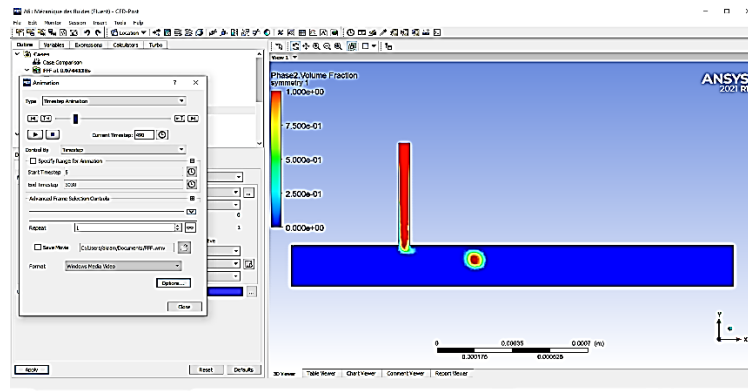 File Edit Monitor Session Insert Tools Help
Location
Outline Variables Expressions Calculators Turbo
Cases
Case Comparison
View 1
Animation
? ×
Type Timestep Animation
Current Timestep: 490
Control By Timestep
Specify Range for Animation
Start Timestep 5
End Timestep
Advanced Frame Selection Controls
Repeat 1
Save Movie
Format Windows Media Video
Options...
Close
Apply Reset Defaults
Phase2.Volume Fraction
symmetry 1
1.000e+00
7.500e-01
5.000e-01
2.500e-01
0.000e+00
ANSYS
2021 R1
Y
X
0 0.00035 0.0007 (m)
0.000175 0.000525
3D Viewer Table Viewer Chart Viewer Comment Viewer Report Viewer